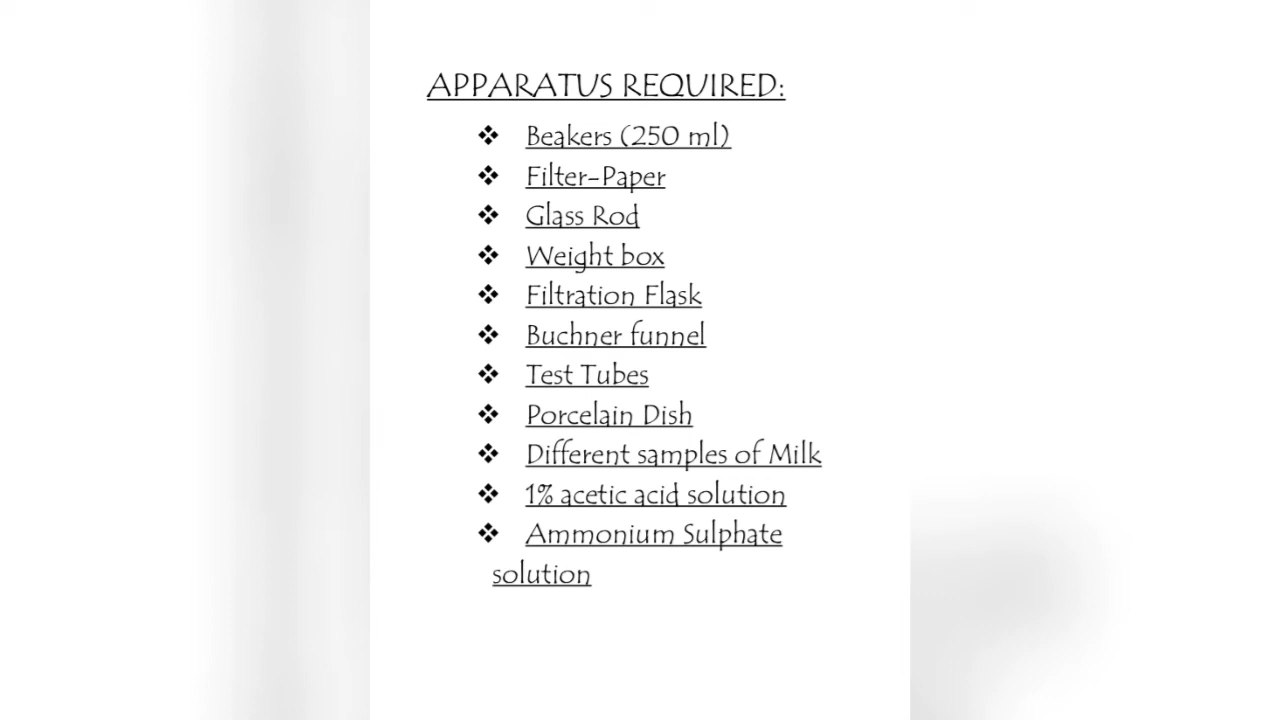 APPARATUS REQUIRED:
❖ Beakers (250 ml)
❖ Filter-Paper
❖ Glass Rod
❖ Weight box
❖ Filtration Flask
❖ Buchner funnel
❖ Test Tubes
❖ Porcelain Dish
❖ Different samples of Milk
❖ 1% acetic acid solution
❖ Ammonium Sulphate
solution